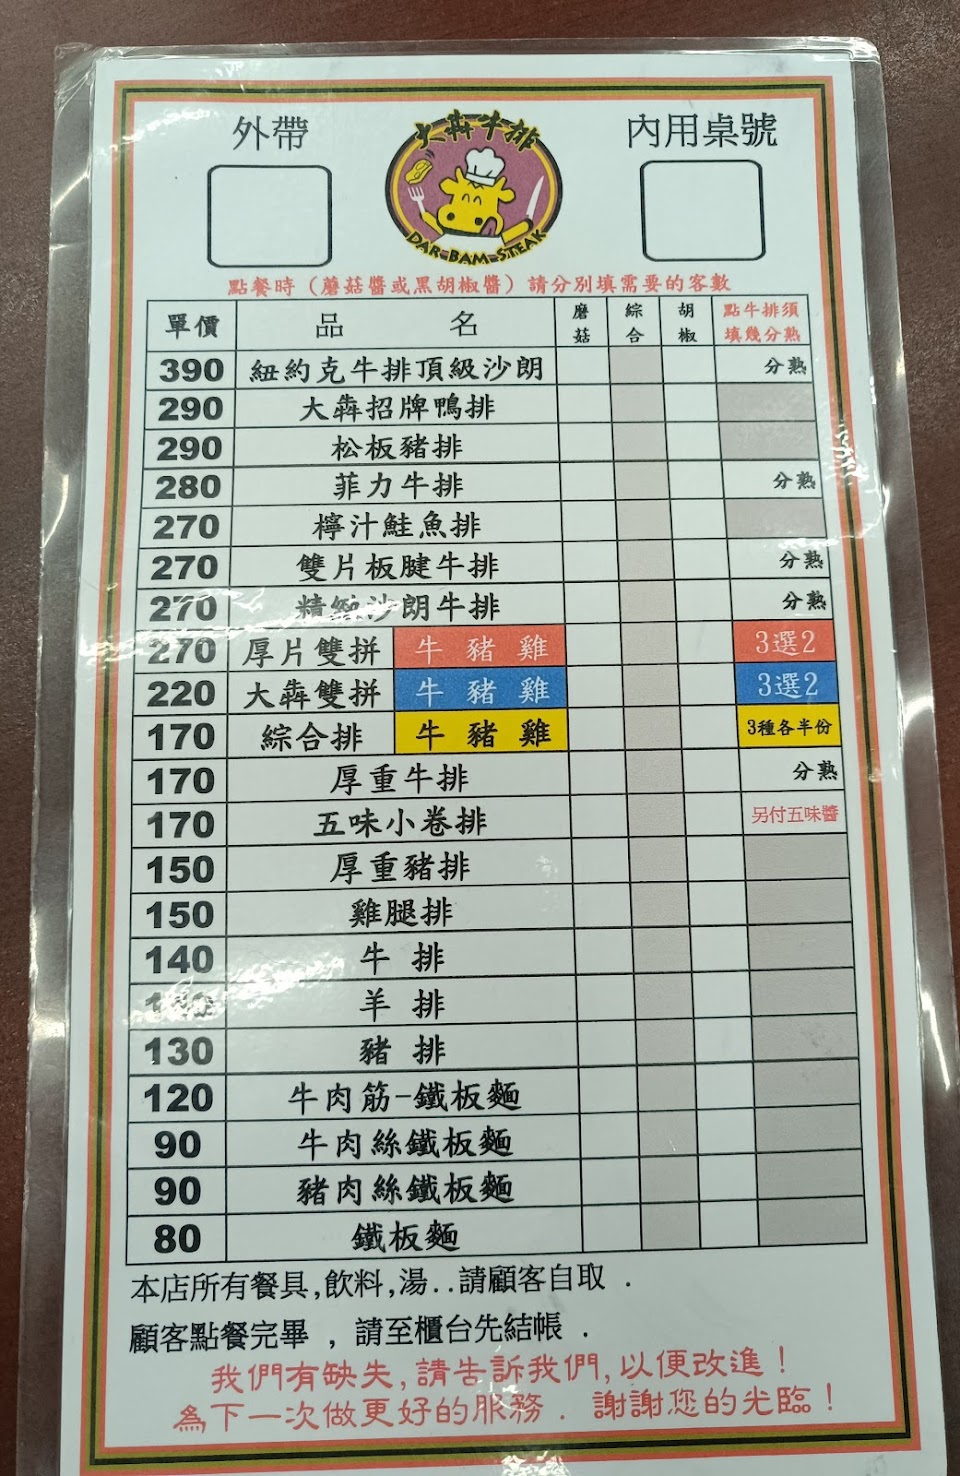 外帶
大犇牛排
DAR BAM STEAK
內用桌號
點餐時（蘑菇醬或黑胡椒醬）請分別填需要的客數
單價 品名 蘑菇 綜合 胡椒 點牛排須填幾分熟
390 紐約克牛排頂級沙朗 分熟
290 大犇招牌鴨排
290 松板豬排
280 菲力牛排 分熟
270 檸汁鮭魚排
270 雙片板腱牛排 分熟
270 精緻沙朗牛排 分熟
270 厚片雙拼 牛 豬 雞 3選2
220 大犇雙拼 牛 豬 雞 3選2
170 綜合排 牛 豬 雞 3種各半份
170 厚重牛排 分熟
170 五味小卷排 另付五味醬
150 厚重豬排
150 雞腿排
140 牛 排
羊 排
130 豬 排
120 牛肉筋-鐵板麵
90 牛肉絲鐵板麵
90 豬肉絲鐵板麵
80 鐵板麵
本店所有餐具,飲料,湯..請顧客自取 .
顧客點餐完畢 , 請至櫃台先結帳 .
我們有缺失,請告訴我們,以便改進!
為下一次做更好的服務. 謝謝您的光臨!